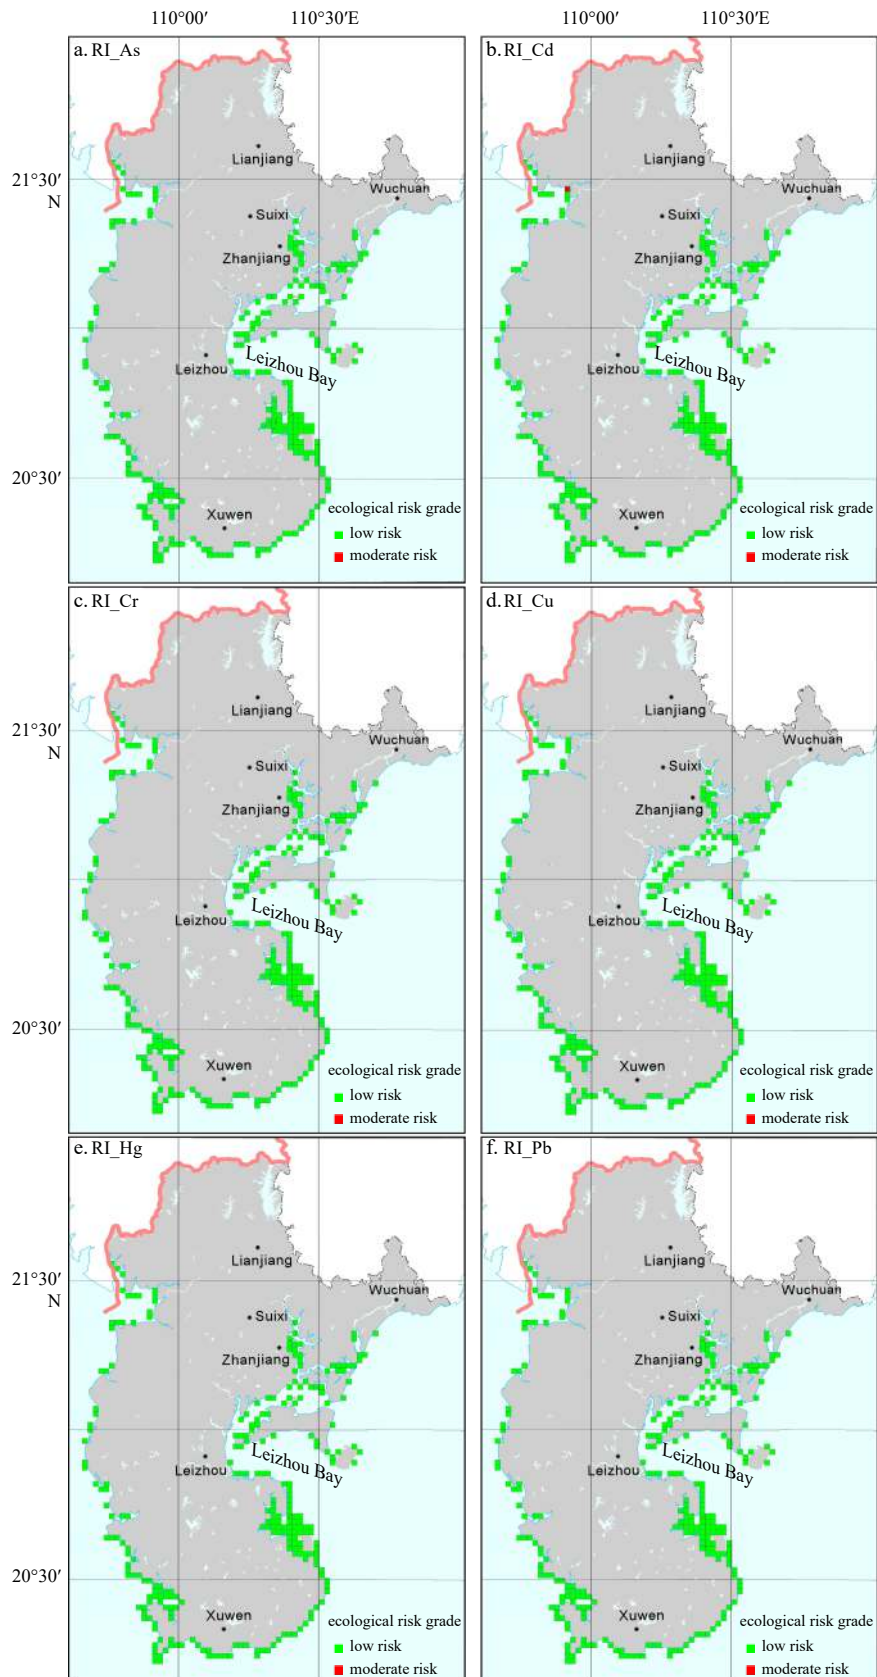 110°00′ 110°30′ 110°00′ 110°30′
a. RI_As
Lianjiang
Wuchuan
21°30′
N
Suixi
Zhanjiang
Leizhou
Leizhou Bay
20°30′
Xuwen
ecological risk grade
low risk
moderate risk
b. RI_Cd
Lianjiang
Wuchuan
Suixi
Zhanjiang
Leizhou
Leizhou Bay
Xuwen
ecological risk grade
low risk
moderate risk
c. RI_Cr
Lianjiang
21°30′
N
Wuchuan
Suixi
Zhanjiang
Leizhou
Leizhou Bay
20°30′
Xuwen
ecological risk grade
low risk
moderate risk
d. RI_Cu
Lianjiang
Wuchuan
Suixi
Zhanjiang
Leizhou
Leizhou Bay
Xuwen
ecological risk grade
low risk
moderate risk
e. RI_Hg
Lianjiang
21°30′
N
Wuchuan
Suixi
Zhanjiang
Leizhou
Leizhou Bay
20°30′
Xuwen
ecological risk grade
low risk
moderate risk
f. RI_Pb
Lianjiang
Wuchuan
Suixi
Zhanjiang
Leizhou
Leizhou Bay
Xuwen
ecological risk grade
low risk
moderate risk